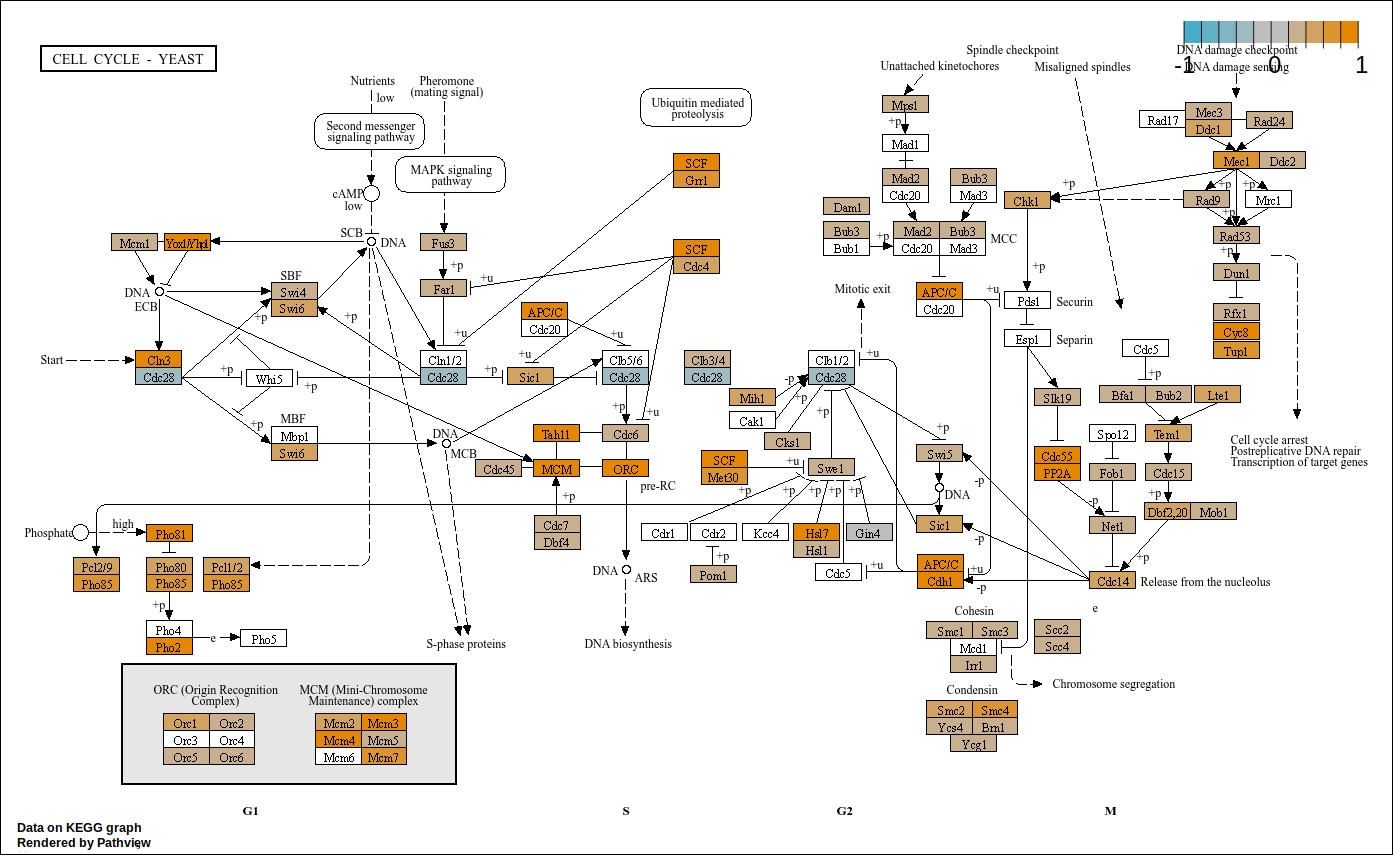 CELL CYCLE - YEAST
-1 0 1
DNA damage checkpoint
DNA damage sensing
Spindle checkpoint
Unattached kinetochores
Misaligned spindles
Nutrients
low
Pheromone
(mating signal)
Second messenger
signaling pathway
MAPK signaling
pathway
Ubiquitin mediated
proteolysis
cAMP
low
SCB
DNA
SCF
Grr1
SCF
Cdc4
Mcm1
Yox1/Yhp1
DNA
ECB
SBF
Swi4
Swi6
+p
+p
Fus3
+p
Far1
+u
+u
APC/C
Cdc20
+u
Start
Cln3
Cdc28
+p
Whi5
+p
Cln1/2
Cdc28
+p
+u
Sic1
Clb5/6
Cdc28
Clb3/4
Cdc28
+p
MBF
Mbp1
Swi6
DNA
MCB
+p
+u
Tah11
Cdc6
Cdc45
MCM
ORC
pre-RC
+p
Cdc7
Dbf4
DNA
ARS
DNA biosynthesis
S-phase proteins
Phosphate
high
Pho81
Pcl2/9
Pho85
Pho80
Pho85
Pcl1/2
Pho85
+p
Pho4
Pho2
e
Pho5
Mps1
+p
Mad1
Mad2
Cdc20
Bub3
Mad3
Dam1
Bub3
Bub1
+p
Mad2
Bub3
Cdc20
Mad3
MCC
Mitotic exit
APC/C
Cdc20
+u
Pds1
Securin
Esp1
Separin
+p
Chk1
+p
Rad17
Mec3
Ddc1
Rad24
Mec1
Ddc2
+p
+p
Rad9
Mrc1
+p
Rad53
+p
Dun1
Rfx1
Cyc8
Tup1
Cell cycle arrest
Postreplicative DNA repair
Transcription of target genes
Clb1/2
Cdc28
+u
-p
+p
Mih1
Cak1
Cks1
SCF
Met30
+u
Swe1
+p
+p
+p
+p
Cdr1
Cdr2
Kcc4
Hsl7
Hsl1
Gin4
+p
Pom1
Cdc5
+u
+p
Swi5
DNA
Sic1
-p
-p
APC/C
Cdh1
+u
-p
Slk19
Cdc55
PP2A
-p
Cdc5
+p
Bfa1
Bub2
Lte1
Spo12
Tem1
Fob1
Cdc15
+p
Dbf2,20
Mob1
Net1
+p
Cdc14
Release from the nucleolus
e
Cohesin
Smc1
Smc3
Mcd1
Irr1
Scc2
Scc4
Chromosome segregation
Condensin
Smc2
Smc4
Ycs4
Brn1
Ycg1
ORC (Origin Recognition
Complex)
Orc1
Orc2
Orc3
Orc4
Orc5
Orc6
MCM (Mini-Chromosome
Maintenance) complex
Mcm2
Mcm3
Mcm4
Mcm5
Mcm6
Mcm7
G1
S
G2
M
Data on KEGG graph
Rendered by Pathview